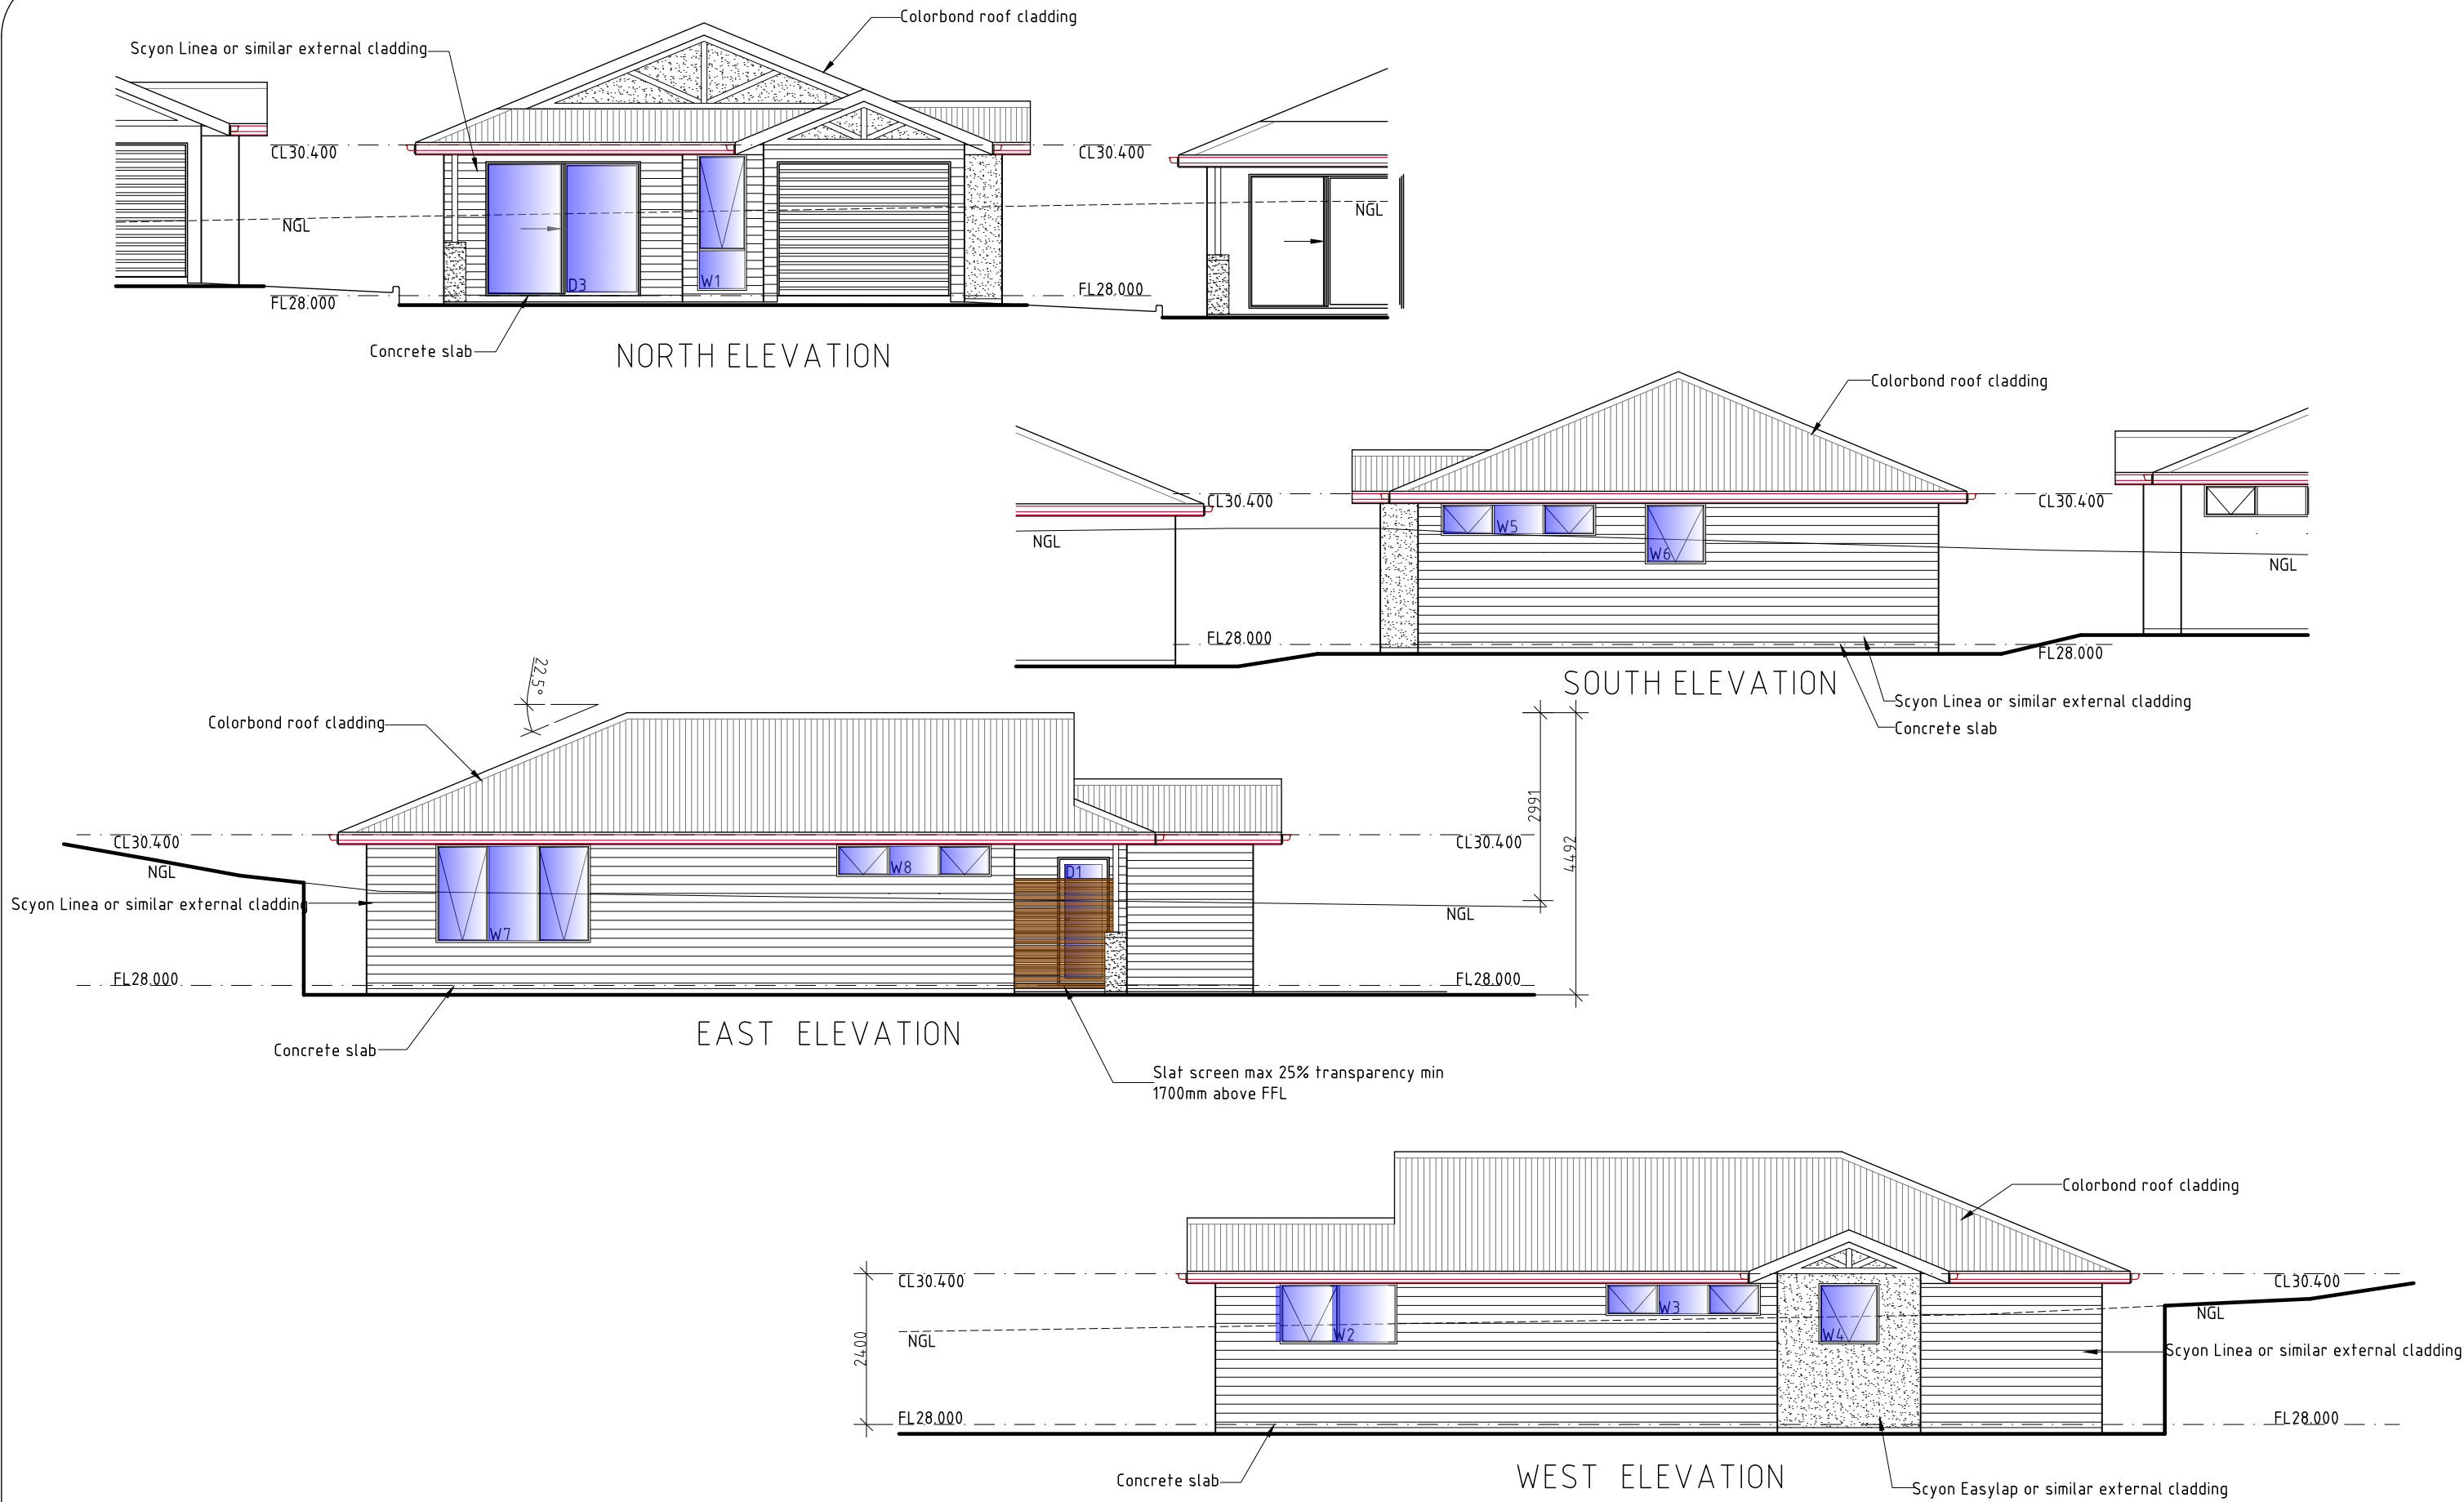 Colorbond roof cladding
Scyon Linea or similar external cladding
CL30.400
CL30.400
NGL
NGL
D3
W1
FL28.000
FL28.000
Concrete slab
NORTH ELEVATION
Colorbond roof cladding
CL30.400
CL30.400
W5
NGL
W6
NGL
FL28.000
FL28.000
SOUTH ELEVATION
Scyon Linea or similar external cladding
Concrete slab
22.5°
Colorbond roof cladding
2991
4492
CL30.400
CL30.400
NGL
W8
D1
Scyon Linea or similar external cladding
NGL
W7
FL28.000
FL28.000
EAST ELEVATION
Concrete slab
Slat screen max 25% transparency min
1700mm above FFL
Colorbond roof cladding
CL30.400
CL30.400
W3
NGL
2400
NGL
W2
W4
Scyon Linea or similar external cladding
FL28.000
FL28.000
Concrete slab
WEST ELEVATION
Scyon Easylap or similar external cladding